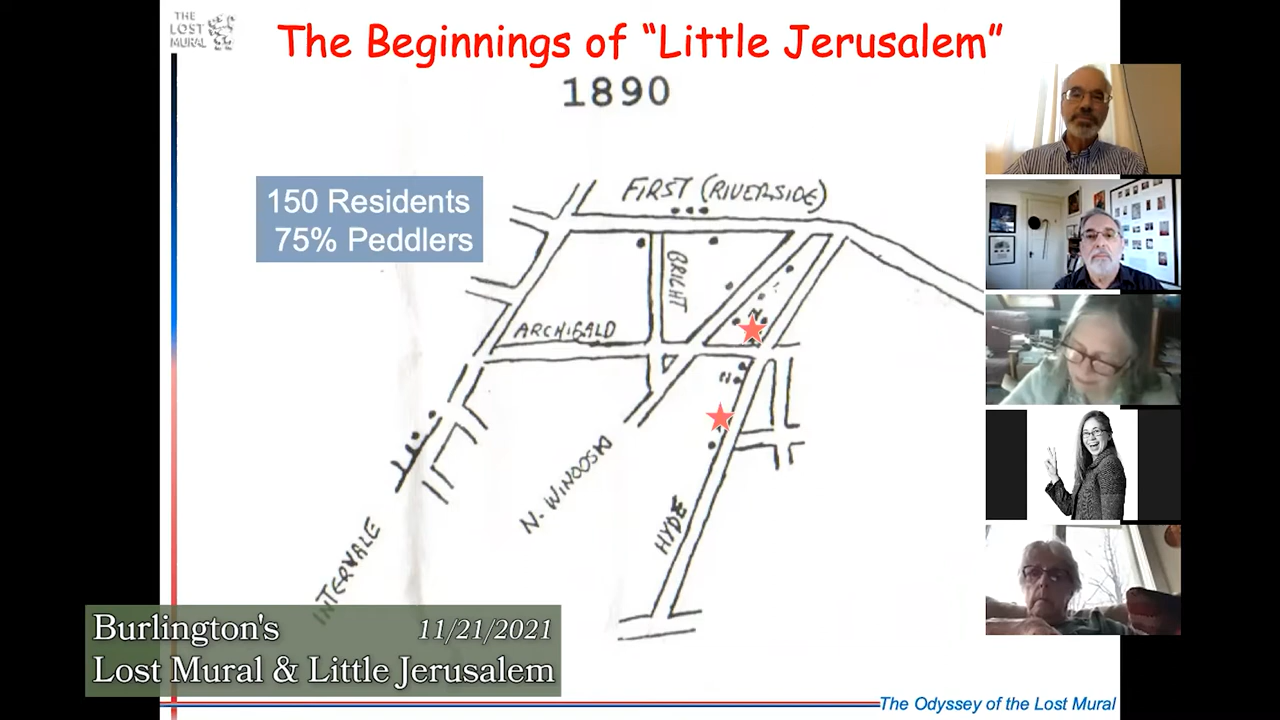 THE
LOST
MURAL
The Beginnings of “Little Jerusalem”
1890
150 Residents
75% Peddlers
FIRST (RIVERSIDE)
BRIGHT
ARCHIBALD
N. WINOOSKI
HYDE
INTERVALE
Burlington's 11/21/2021
Lost Mural & Little Jerusalem
The Odyssey of the Lost Mural